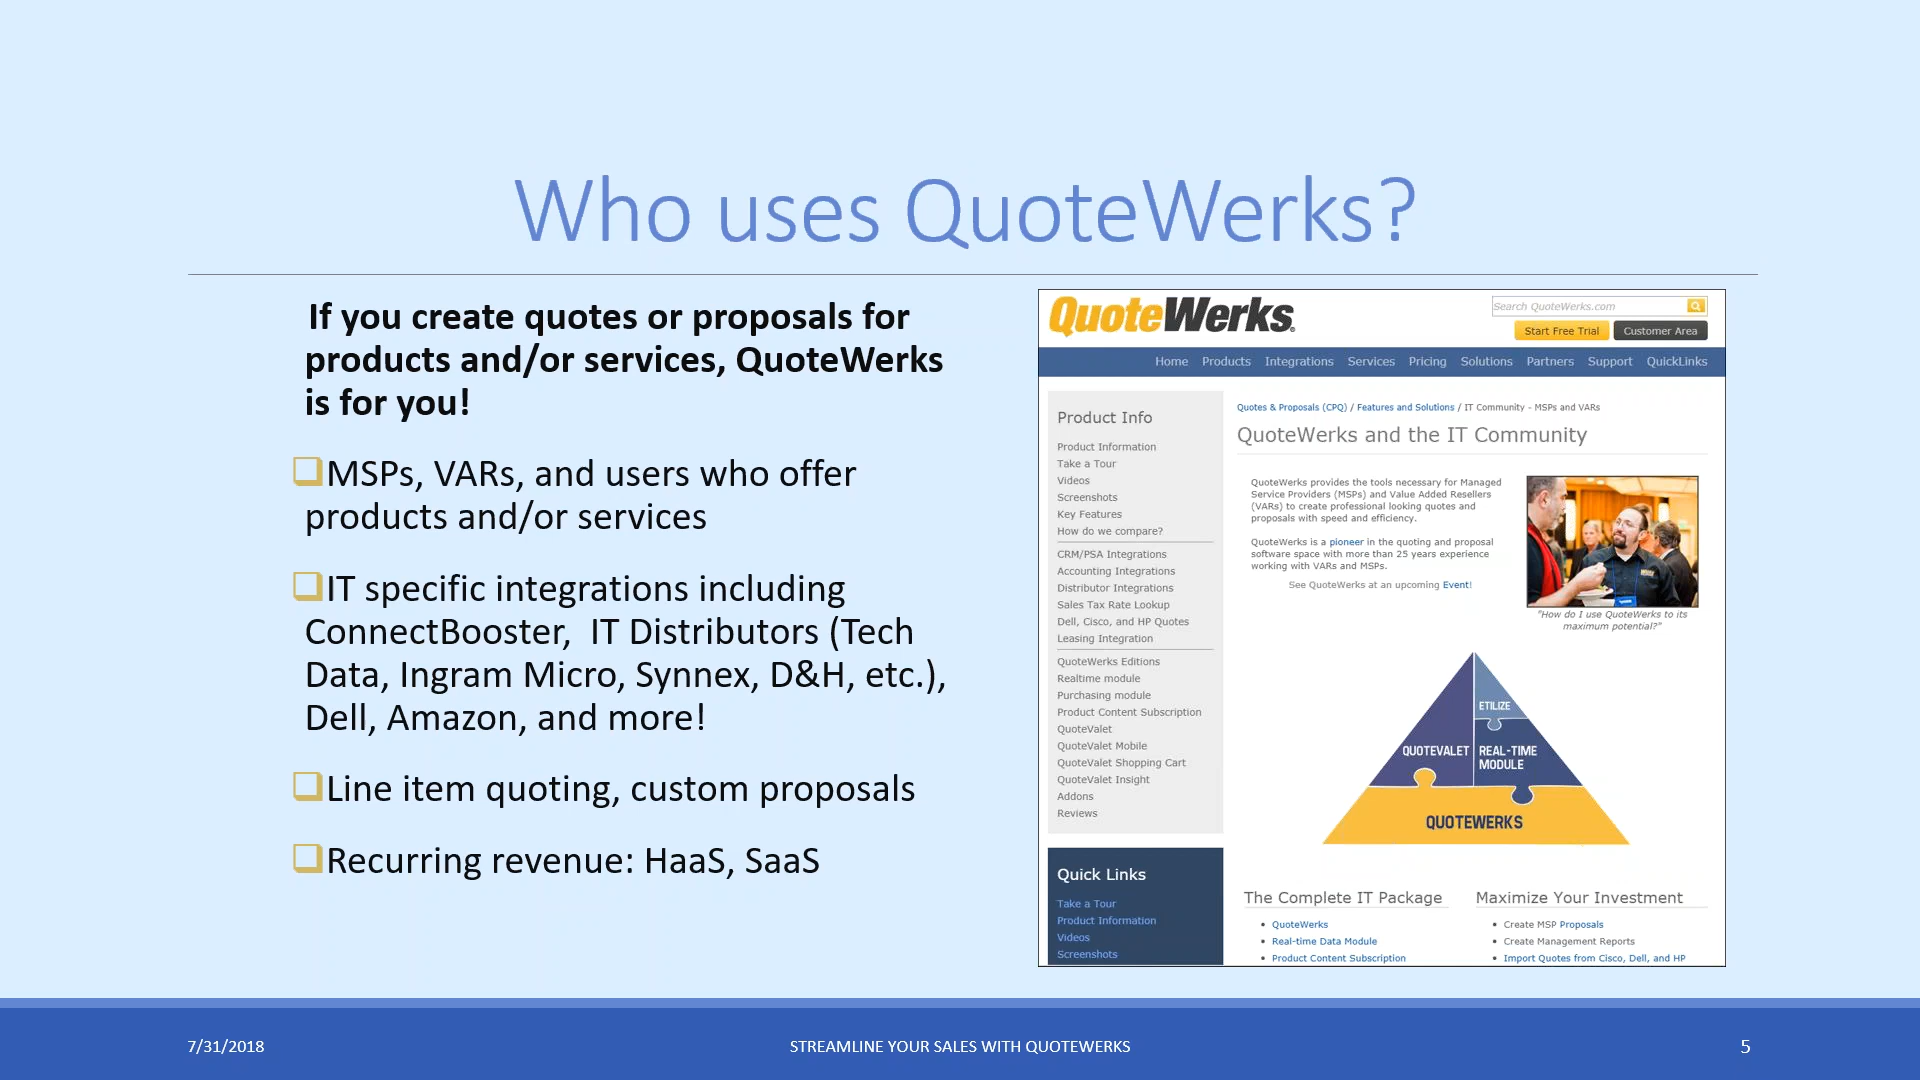 Who uses QuoteWerks?
If you create quotes or proposals for
products and/or services, QuoteWerks
is for you!
MSPs, VARs, and users who offer
products and/or services
IT specific integrations including
ConnectBooster,  IT Distributors (Tech
Data, Ingram Micro, Synnex, D&H, etc.),
Dell, Amazon, and more!
Line item quoting, custom proposals
Recurring revenue: HaaS, SaaS
QuoteWerks.
Search QuoteWerks.com
Start Free Trial
Customer Area
Home Products Integrations Services Pricing Solutions Partners Support QuickLinks
Product Info
Product Information
Take a Tour
Videos
Screenshots
Key Features
How do we compare?
CRM/PSA Integrations
Accounting Integrations
Distributor Integrations
Sales Tax Rate Lookup
Dell, Cisco, and HP Quotes
Leasing Integration
QuoteWerks Editions
Realtime module
Purchasing module
Product Content Subscription
QuoteValet
QuoteValet Mobile
QuoteValet Shopping Cart
QuoteValet Insight
Addons
Reviews
Quick Links
Take a Tour
Product Information
Videos
Screenshots
Quotes & Proposals (CPQ) / Features and Solutions / IT Community - MSPs and VARs
QuoteWerks and the IT Community
QuoteWerks provides the tools necessary for Managed
Service Providers (MSPs) and Value Added Resellers
(VARs) to create professional looking quotes and
proposals with speed and efficiency.
QuoteWerks is a pioneer in the quoting and proposal
software space with more than 25 years experience
working with VARs and MSPs.
See QuoteWerks at an upcoming Event!
"How do I use QuoteWerks to its
maximum potential?"
ETILIZE
QUOTEVALET
REAL-TIME
MODULE
QUOTEWERKS
The Complete IT Package
QuoteWerks
Real-time Data Module
Product Content Subscription
Maximize Your Investment
Create MSP Proposals
Create Management Reports
Import Quotes from Cisco, Dell, and HP
7/31/2018
STREAMLINE YOUR SALES WITH QUOTEWERKS
5